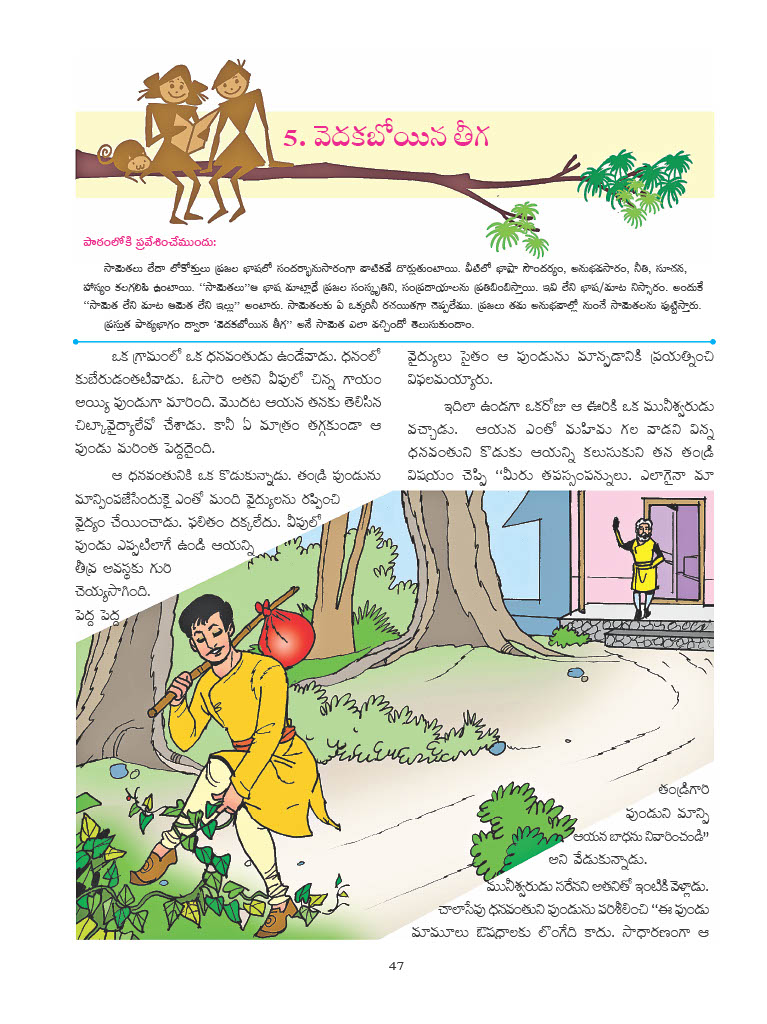 5. వెదకబోయిన తీగ
పాఠంలోకి ప్రవేశించేముందు:
సామెతలు లేదా లోకోక్తులు ప్రజల భాషలో సందర్భానుసారంగా వాటికవే దొర్లుతుంటాయి. వీటిలో భాషా సౌందర్యం, అనుభవసారం, నీతి, సూచన,
హాస్యం కలగలిపి ఉంటాయి. “సామెతలు”ఆ భాష మాట్లాడే ప్రజల సంస్కృతిని, సంప్రదాయాలను ప్రతిబింబిస్తాయి. ఇవి లేని భాష/మాట నిస్సారం. అందుకే
“సామెత లేని మాట ఆమెత లేని ఇల్లు” అంటారు. సామెతలకు ఏ ఒక్కరినీ రచయితగా చెప్పలేము. ప్రజలు తమ అనుభవాల్లో నుంచే సామెతలను పుట్టిస్తారు.
ప్రస్తుత పాఠ్యభాగం ద్వారా ‘వెదకబోయిన తీగ’ అనే సామెత ఎలా వచ్చిందో తెలుసుకుందాం.
ఒక గ్రామంలో ఒక ధనవంతుడు ఉండేవాడు. ధనంలో
కుబేరుడంతటివాడు. ఓసారి అతని వీపులో చిన్న గాయం
అయ్యి పుండుగా మారింది. మొదట ఆయన తనకు తెలిసిన
చిట్కావైద్యాలేవో చేశాడు. కానీ ఏ మాత్రం తగ్గకుండా ఆ
పుండు మరింత పెద్దదైంది.
ఆ ధనవంతునికి ఒక కొడుకున్నాడు. తండ్రి పుండును
మాన్పింపజేసేందుకై ఎంతో మంది వైద్యులను రప్పించి
వైద్యం చేయించాడు. ఫలితం దక్కలేదు. వీపులో
పుండు ఎప్పటిలాగే ఉండి ఆయన్ని
తీవ్ర అవస్థకు గురి
చెయ్యసాగింది.
పెద్ద పెద్ద
వైద్యులు సైతం ఆ పుండును మాన్పడానికి ప్రయత్నించి
విఫలమయ్యారు.
ఇదిలా ఉండగా ఒకరోజు ఆ ఊరికి ఒక మునీశ్వరుడు
వచ్చాడు. ఆయన ఎంతో మహిమ గల వాడని విన్న
ధనవంతుని కొడుకు ఆయన్ని కలుసుకుని తన తండ్రి
విషయం చెప్పి “మీరు తపస్సంపన్నులు. ఎలాగైనా మా
తండ్రిగారి
పుండుని మాన్పి
ఆయన బాధను నివారించండి”
అని వేడుకున్నాడు.
మునీశ్వరుడు సరేనని అతనితో ఇంటికి వెళ్లాడు.
చాలాసేపు ధనవంతుని పుండును పరిశీలించి “ఈ పుండు
మామూలు ఔషధాలకు లొంగేది కాదు. సాధారణంగా ఆ
47